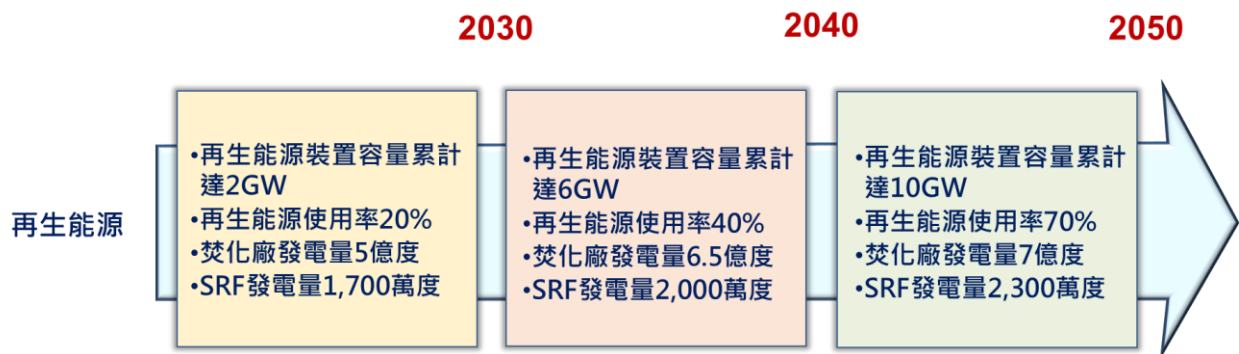 2030
2040
2050
再生能源
•再生能源裝置容量累計
達2GW
•再生能源使用率20%
•焚化廠發電量5億度
•SRF發電量1,700萬度
•再生能源裝置容量累計
達6GW
•再生能源使用率40%
•焚化廠發電量6.5億度
•SRF發電量2,000萬度
•再生能源裝置容量累計
達10GW
•再生能源使用率70%
•焚化廠發電量7億度
•SRF發電量2,300萬度